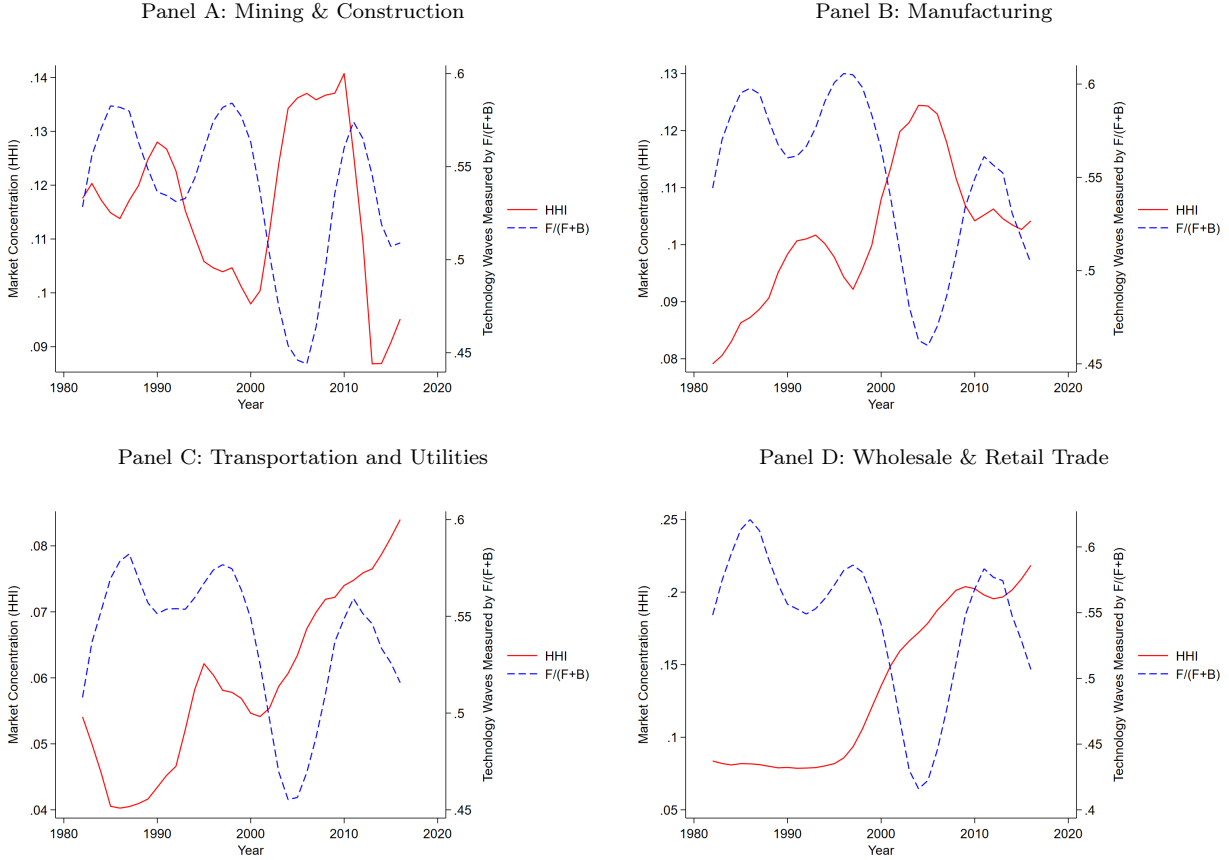 Panel A: Mining & Construction
Market Concentration (HHI)
.14
.13
.12
.11
.1
.09
.6
.55
.5
.45
Technology Waves Measured by F/(F+B)
1980 1990 2000 2010 2020
Year
HHI
F/(F+B)
Panel B: Manufacturing
Market Concentration (HHI)
.13
.12
.11
.1
.09
.08
.6
.55
.5
.45
Technology Waves Measured by F/(F+B)
1980 1990 2000 2010 2020
Year
HHI
F/(F+B)
Panel C: Transportation and Utilities
Market Concentration (HHI)
.08
.07
.06
.05
.04
.6
.55
.5
.45
Technology Waves Measured by F/(F+B)
1980 1990 2000 2010 2020
Year
HHI
F/(F+B)
Panel D: Wholesale & Retail Trade
Market Concentration (HHI)
.25
.2
.15
.1
.05
.6
.55
.5
.45
.4
Technology Waves Measured by F/(F+B)
1980 1990 2000 2010 2020
Year
HHI
F/(F+B)